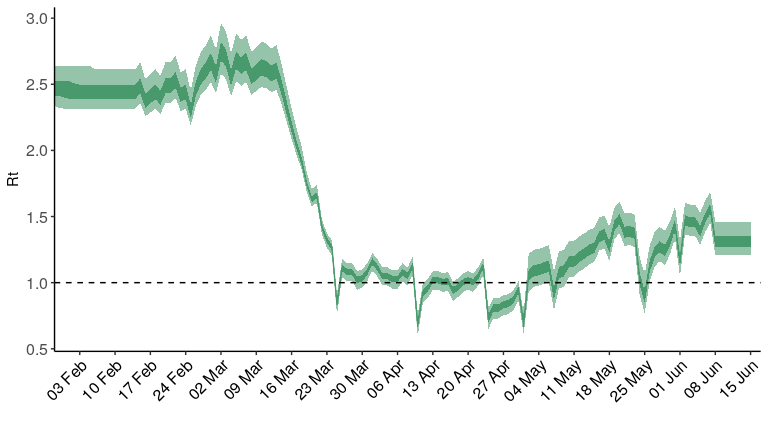 3.0
2.5
2.0
1.5
1.0
0.5
Rt
03 Feb
10 Feb
17 Feb
24 Feb
02 Mar
09 Mar
16 Mar
23 Mar
30 Mar
06 Apr
13 Apr
20 Apr
27 Apr
04 May
11 May
18 May
25 May
01 Jun
08 Jun
15 Jun